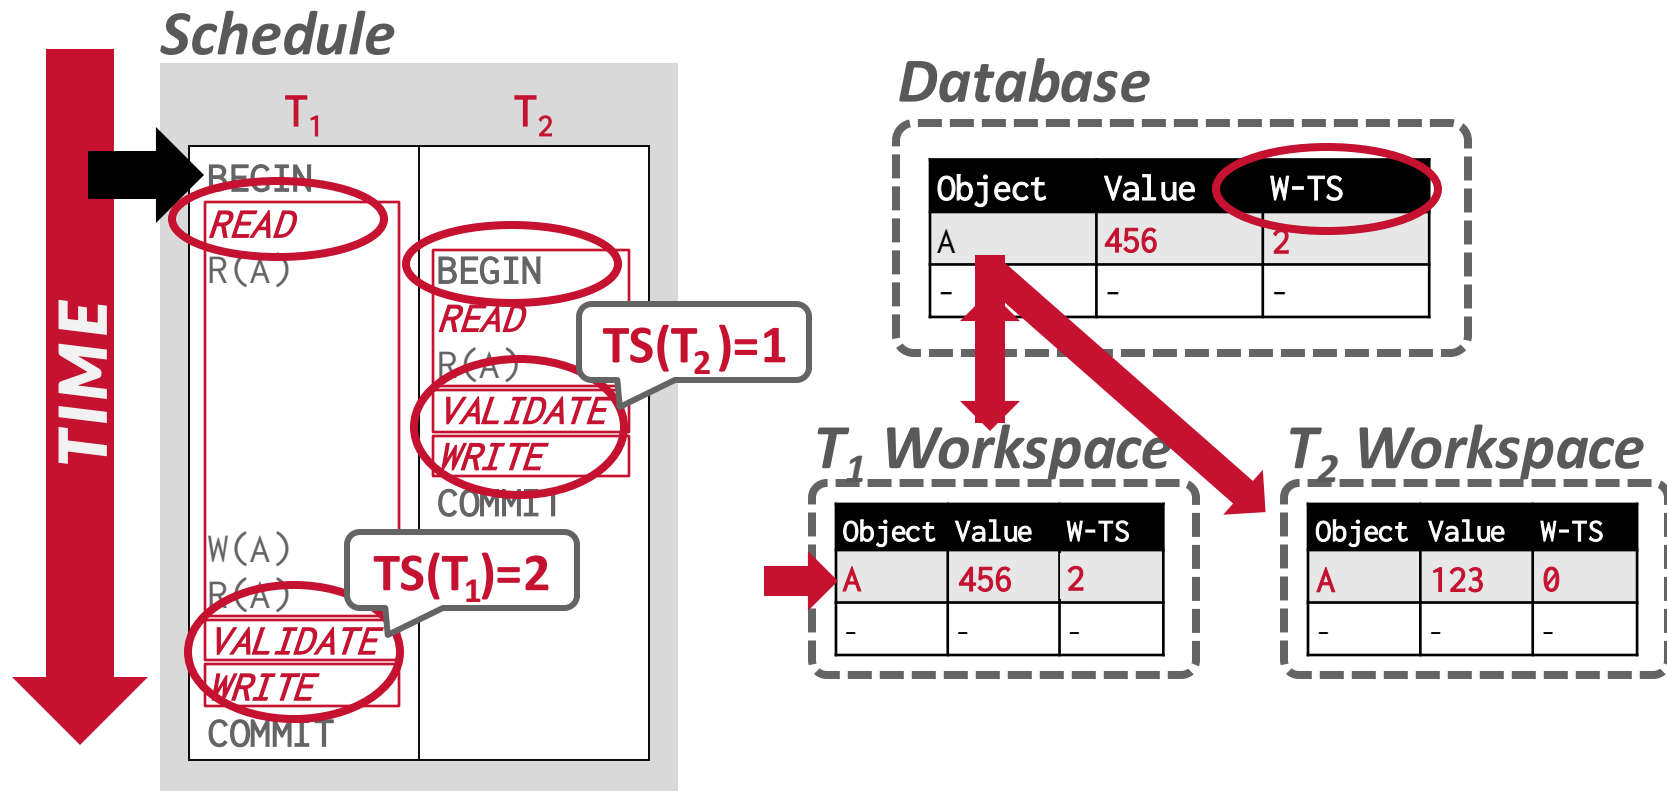 Schedule
TIME
T1 T2
BEGIN
READ
R(A)
W(A)
R(A)
VALIDATE
WRITE
COMMIT
BEGIN
READ
R(A)
VALIDATE
WRITE
COMMIT
TS(T2)=1
TS(T1)=2
Database
Object Value W-TS
A 456 2
- - -
T1 Workspace
Object Value W-TS
A 456 2
- - -
T2 Workspace
Object Value W-TS
A 123 0
- - -